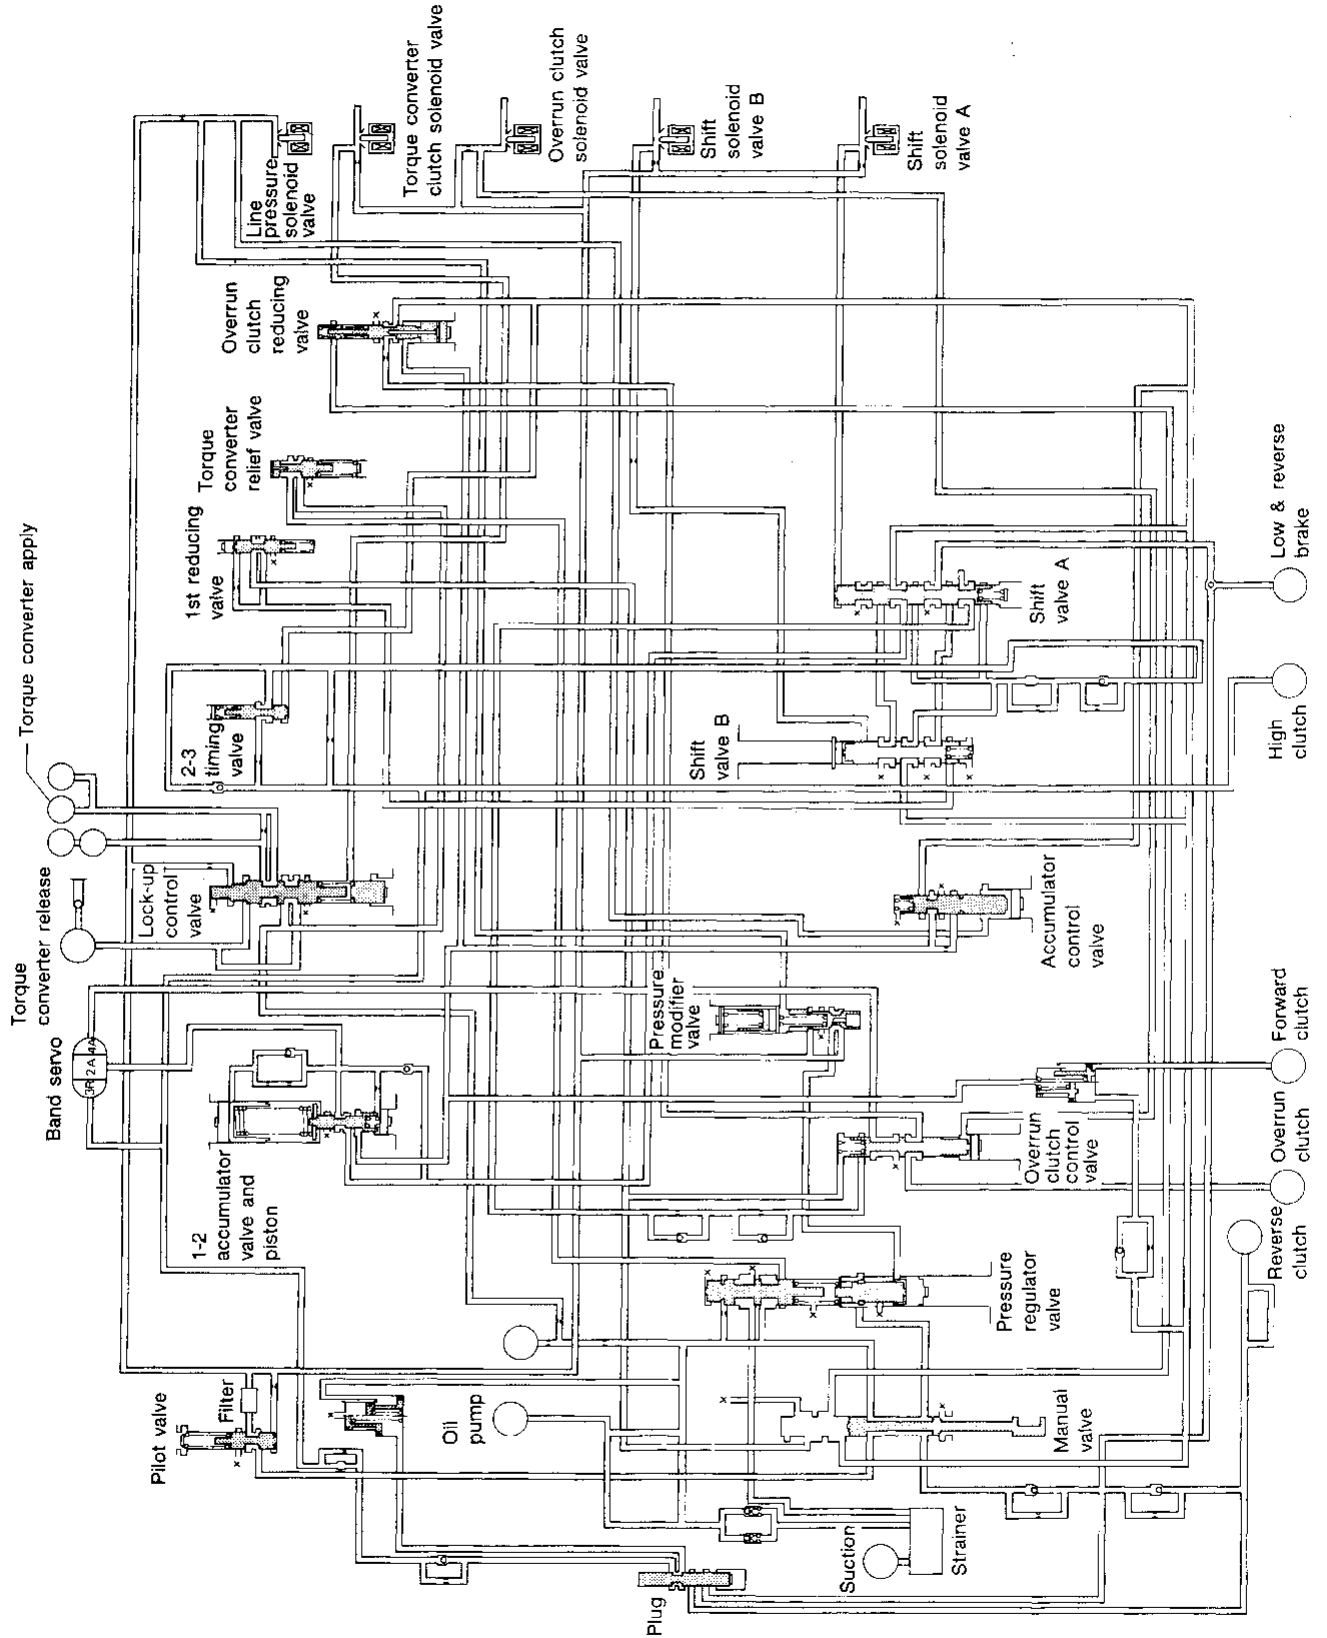 Torque converter
clutch solenoid valve
Overrun clutch
solenoid valve
Shift
solenoid
valve B
Shift
solenoid
valve A
Line
pressure
solenoid
valve
Overrun
clutch
reducing
valve
Torque
converter
relief valve
1st reducing
valve
Torque converter apply
2-3
timing
valve
Shift
valve B
Shift
valve A
Low & reverse
brake
High
clutch
Torque
converter release
Lock-up
control
valve
Accumulator
control
valve
Band servo
3R 2A 4A
Pressure
modifier
valve
Forward
clutch
Overrun
clutch
Reverse
clutch
Overrun
clutch
control
valve
1-2
accumulator
valve and
piston
Pressure
regulator
valve
Pilot valve
Filter
Oil
pump
Manual
valve
Suction
Strainer
Plug